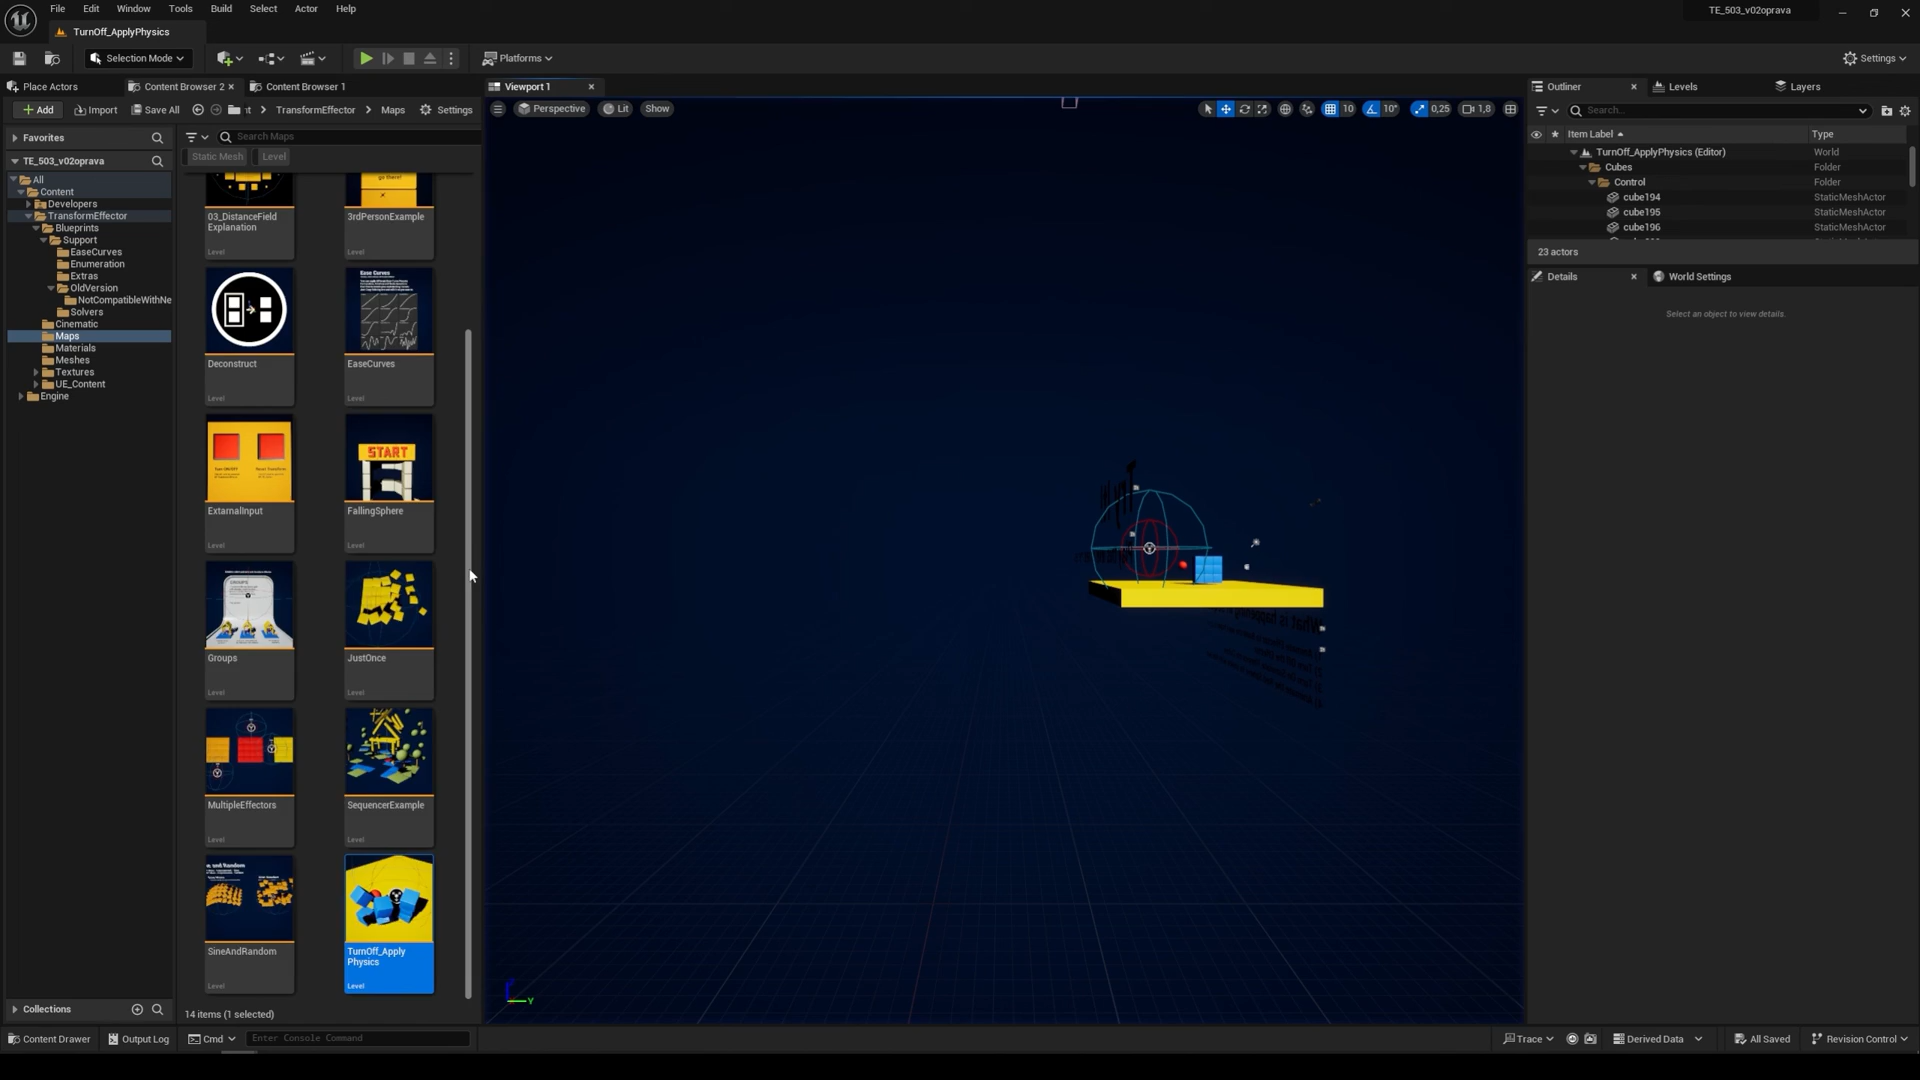 File Edit Window Tools Build Select Actor Help
TE_503_v02oprava
TurnOff_ApplyPhysics
Selection Mode
Platforms
Settings
Place Actors
Content Browser 2
Content Browser 1
Add
Import
Save All
TransformEffector
Maps
Settings
Favorites
Search Maps
Static Mesh
Level
TE_503_v02oprava
All
Content
Developers
TransformEffector
Blueprints
Support
EaseCurves
Enumeration
Extras
OldVersion
NotCompatibleWithNe
Solvers
Cinematic
Maps
Materials
Meshes
Textures
UE_Content
Engine
Collections
go there!
03_DistanceField
Explanation
Level
3rdPersonExample
Level
Ease Curves
Deconstruct
Level
EaseCurves
Level
START
ExtarnalInput
Level
FallingSphere
Level
GROUPS
Groups
Level
JustOnce
Level
MultipleEffectors
Level
SequencerExample
Level
SineAndRandom
Level
TurnOff_Apply
Physics
Level
14 items (1 selected)
Viewport 1
Perspective
Lit
Show
10
10°
0,25
1,8
Y
Outliner
Levels
Layers
Search...
Item Label
Type
TurnOff_ApplyPhysics (Editor)
World
Cubes
Folder
Control
Folder
cube194
StaticMeshActor
cube195
StaticMeshActor
cube196
StaticMeshActor
23 actors
Details
World Settings
Select an object to view details.
Content Drawer
Output Log
Cmd
Enter Console Command
Trace
Derived Data
All Saved
Revision Control